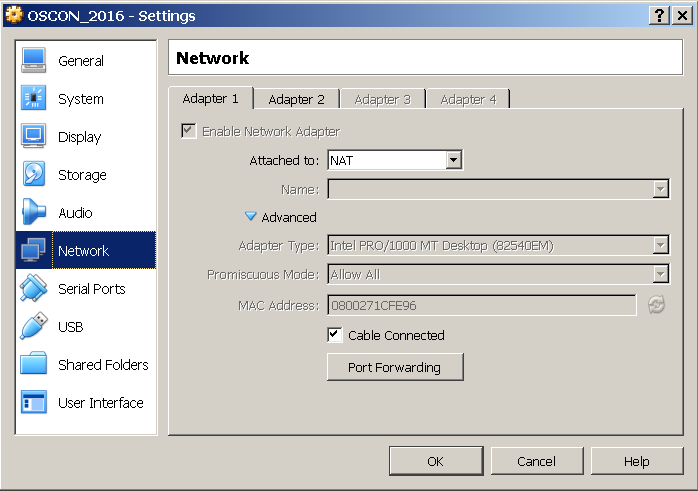 OSCON_2016 - Settings
General
System
Display
Storage
Audio
Network
Serial Ports
USB
Shared Folders
User Interface
Network
Adapter 1 Adapter 2 Adapter 3 Adapter 4
Enable Network Adapter
Attached to: NAT
Name:
Advanced
Adapter Type: Intel PRO/1000 MT Desktop (82540EM)
Promiscuous Mode: Allow All
MAC Address: 0800271CFE96
Cable Connected
Port Forwarding
OK Cancel Help